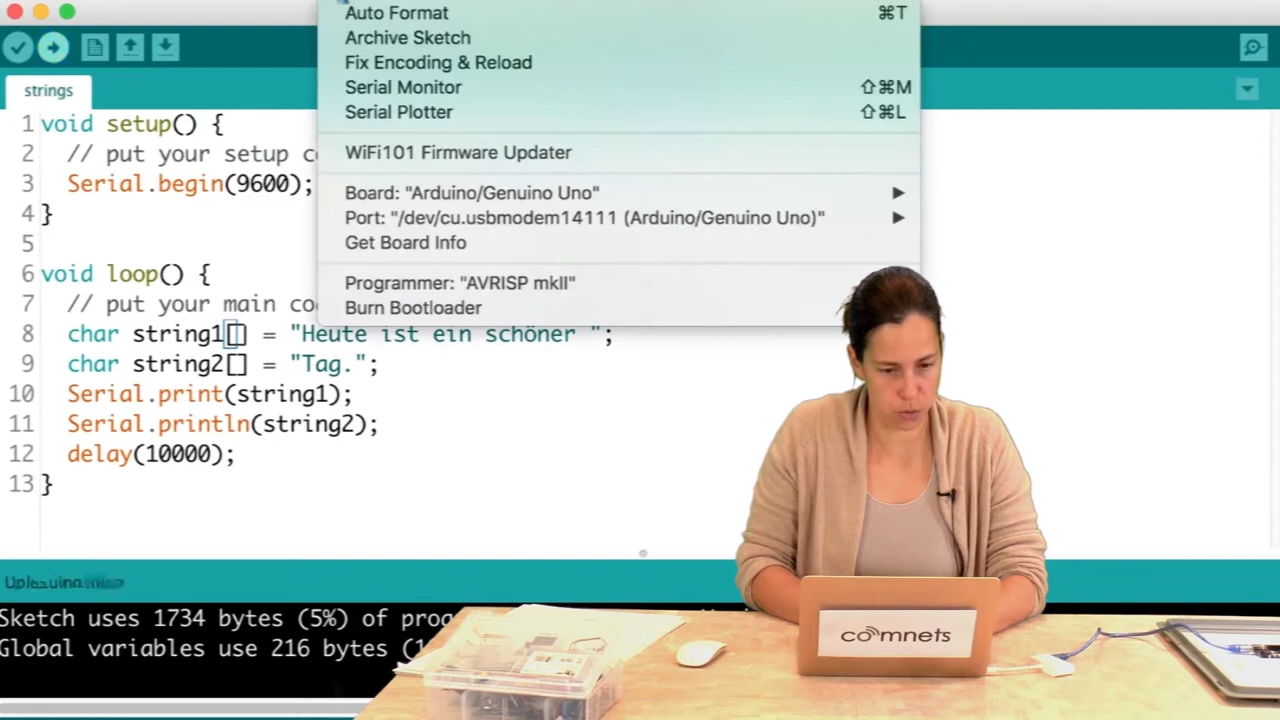 Auto Format ⌘T
Archive Sketch
Fix Encoding & Reload
Serial Monitor ⇧⌘M
Serial Plotter ⇧⌘L
WiFi101 Firmware Updater
Board: "Arduino/Genuino Uno"
Port: "/dev/cu.usbmodem14111 (Arduino/Genuino Uno)"
Get Board Info
Programmer: "AVRISP mkII"
Burn Bootloader
strings
1 void setup() {
2 // put your setup c
3 Serial.begin(9600);
4 }
5
6 void loop() {
7 // put your main co
8 char string1[] = "Heute ist ein schöner ";
9 char string2[] = "Tag.";
10 Serial.print(string1);
11 Serial.println(string2);
12 delay(10000);
13 }
Sketch uses 1734 bytes (5%) of prog
Global variables use 216 bytes (1
comnets